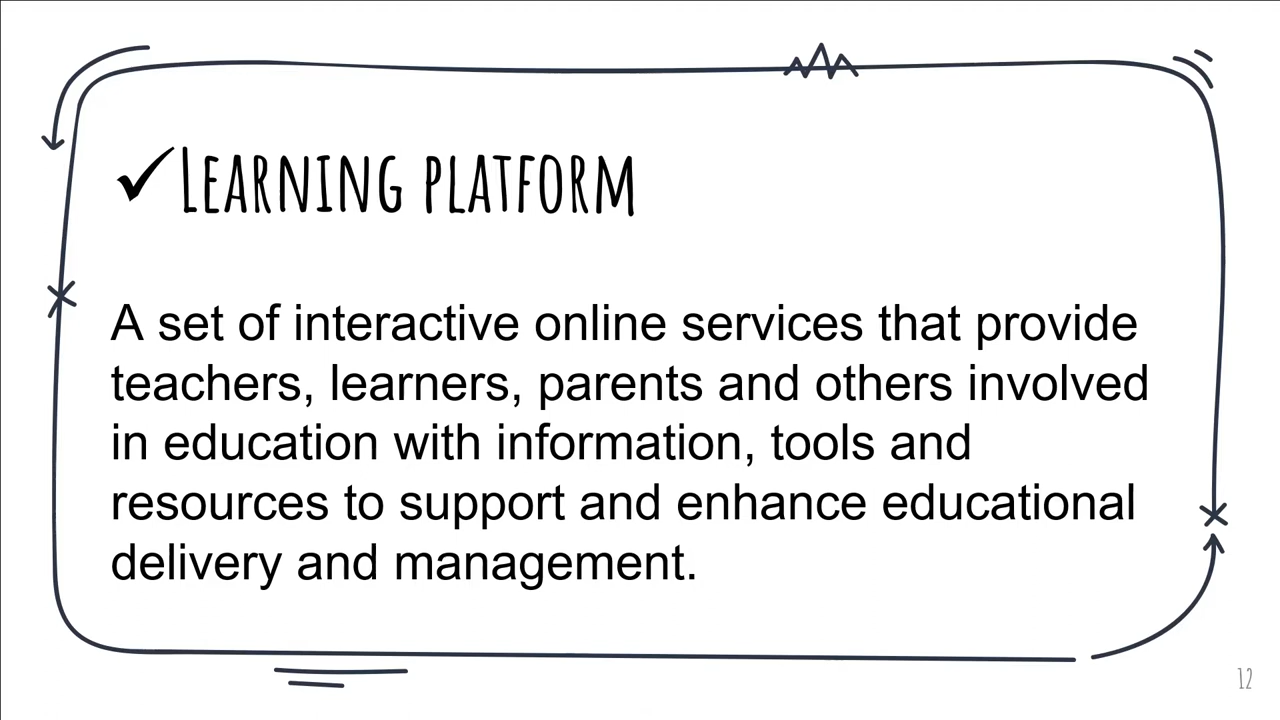 ✓Learning platform
A set of interactive online services that provide
teachers, learners, parents and others involved
in education with information, tools and
resources to support and enhance educational
delivery and management.
12